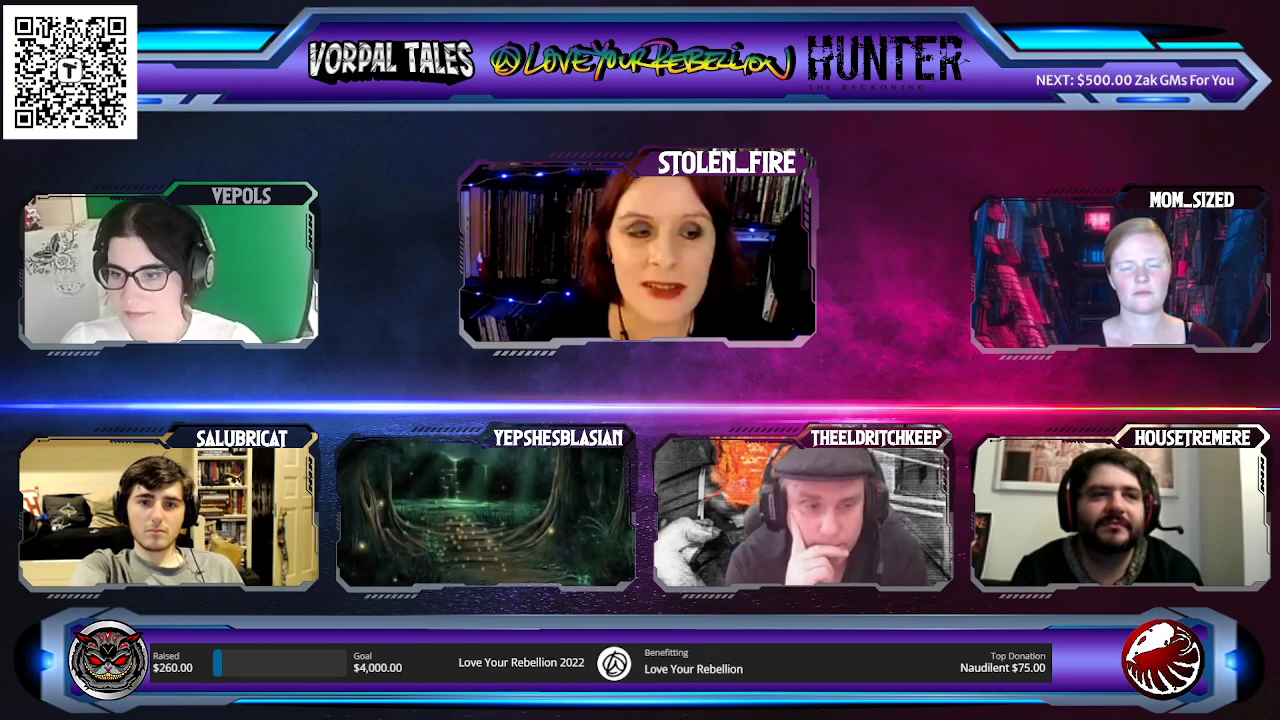 VORPAL TALES @LOVEYOURREBELLION HUNTER
THE RECKONING
NEXT: $500.00 Zak GMs For You
T
STOLEN_FIRE
VEPOLS
MOM_SIZED
SALUBRICAT
YEPSHESBLASIAN
THEELDRITCHKEEP
HOUSETREMERE
Raised
$260.00
Goal
$4,000.00
Love Your Rebellion 2022
Benefitting
Love Your Rebellion
Top Donation
Naudilent $75.00